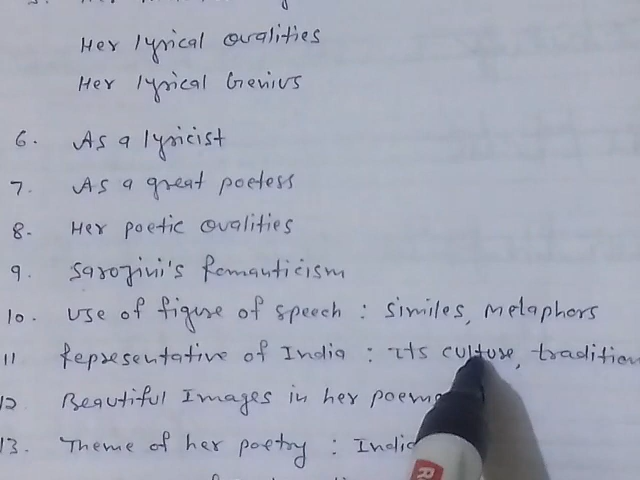 Her lyrical Qualities
Her lyrical Genius
6. As a lyricist
7. As a great poetess
8. Her poetic Qualities
9. Sarojini's Romanticism
10. Use of figure of speech : Similes, Metaphors
11 Representative of India : Its culture, tradition
12 Beautiful Images in her poem
13. Theme of her poetry : India
R